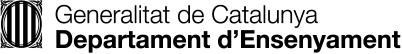 Generalitat de Catalunya
Departament d'Ensenyament